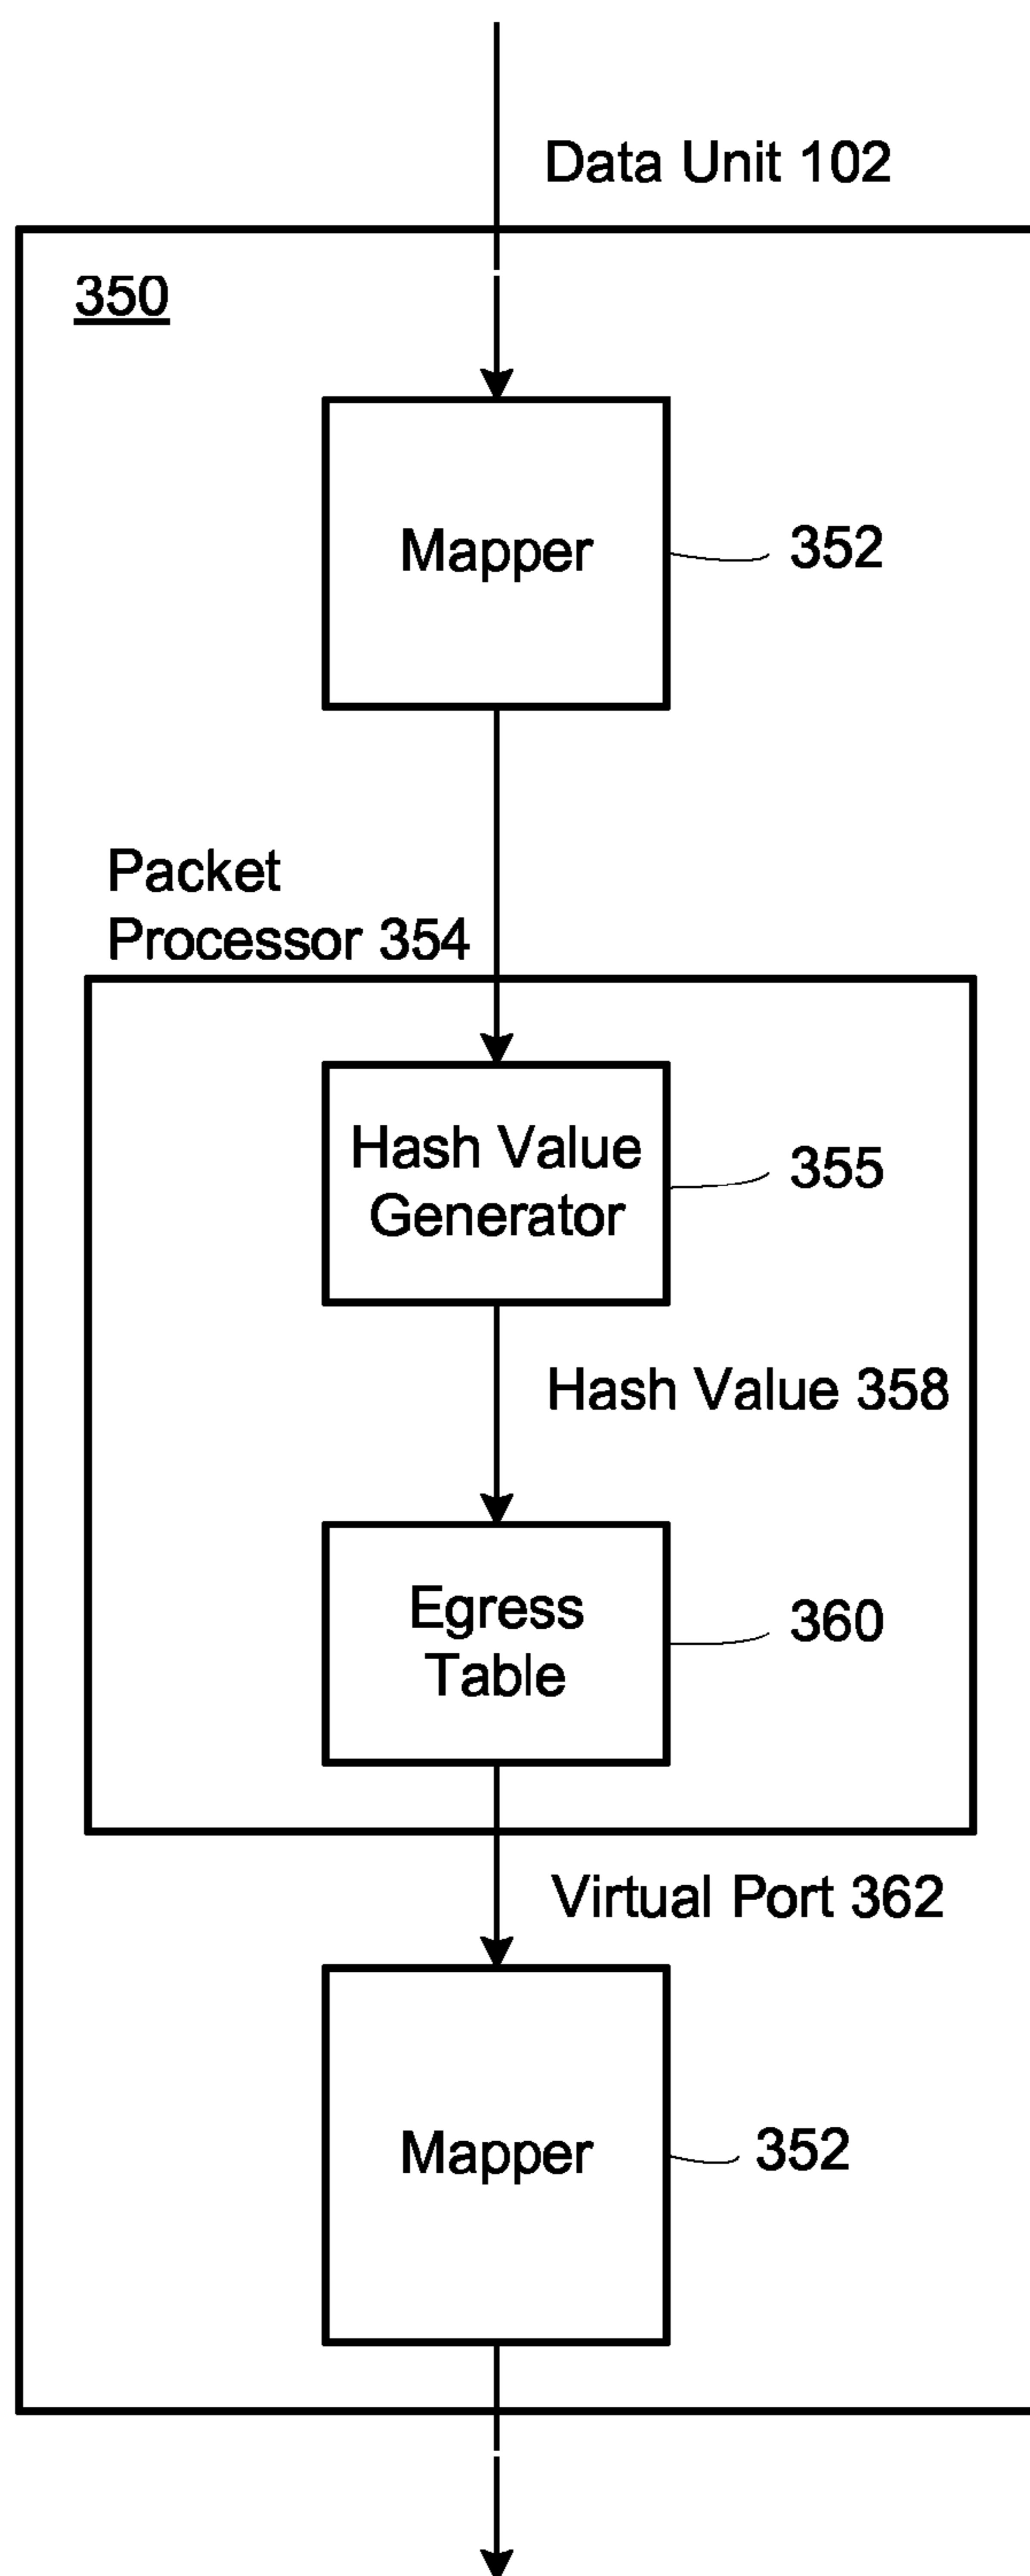 Data Unit 102
350
Mapper
352
Packet
Processor 354
Hash Value
Generator
355
Hash Value 358
Egress
Table
360
Virtual Port 362
Mapper
352